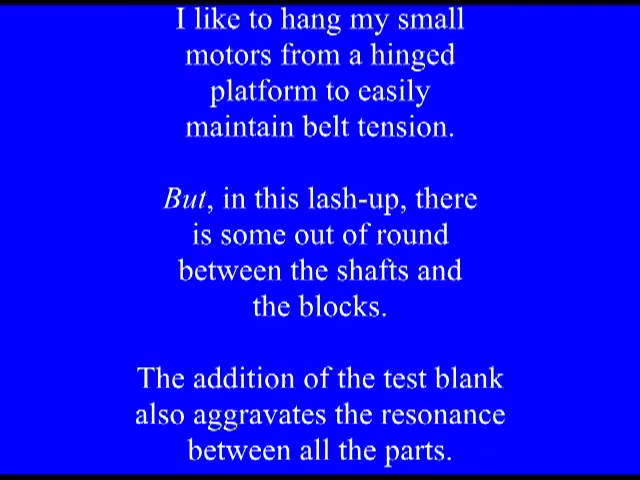 I like to hang my small
motors from a hinged
platform to easily
maintain belt tension.
But, in this lash-up, there
is some out of round
between the shafts and
the blocks.
The addition of the test blank
also aggravates the resonance
between all the parts.